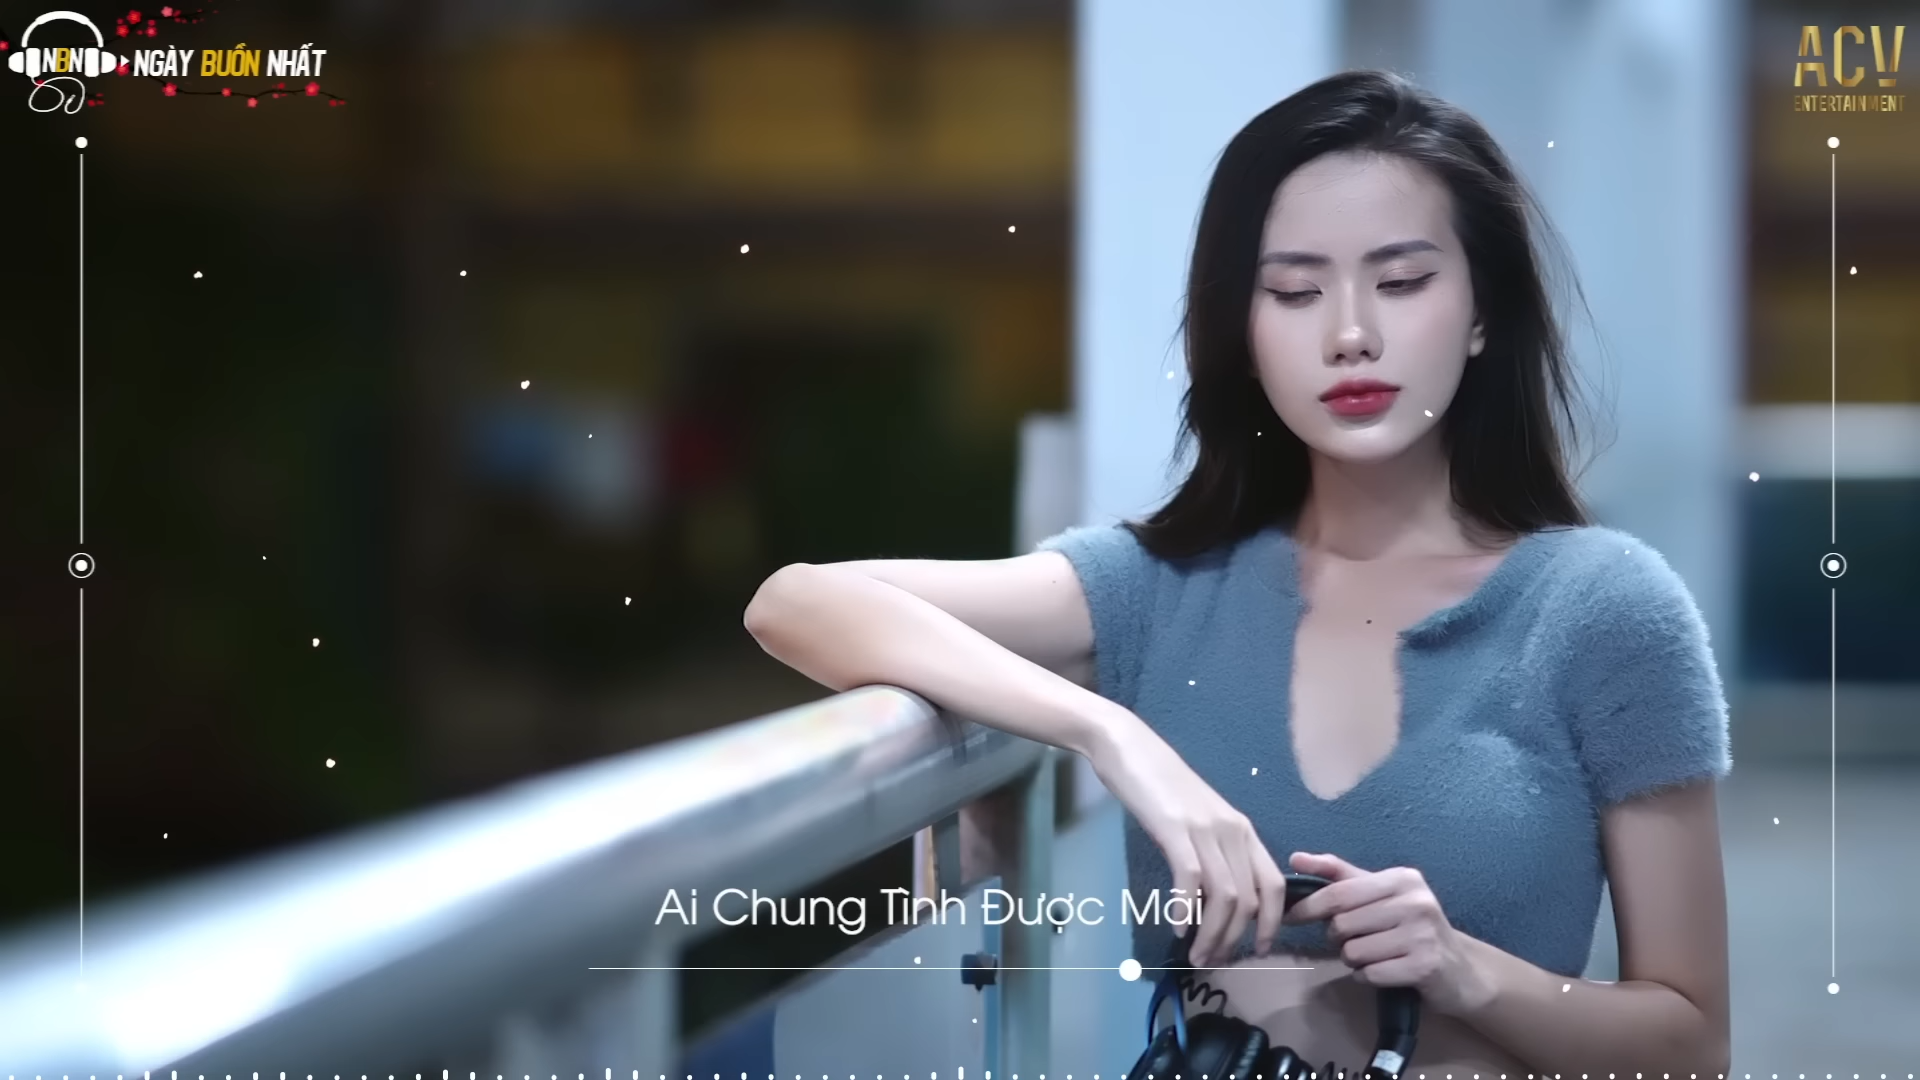 NBN
NGÀY BUỒN NHẤT
ACV
ENTERTAINMENT
Ai Chung Tình Được Mãi